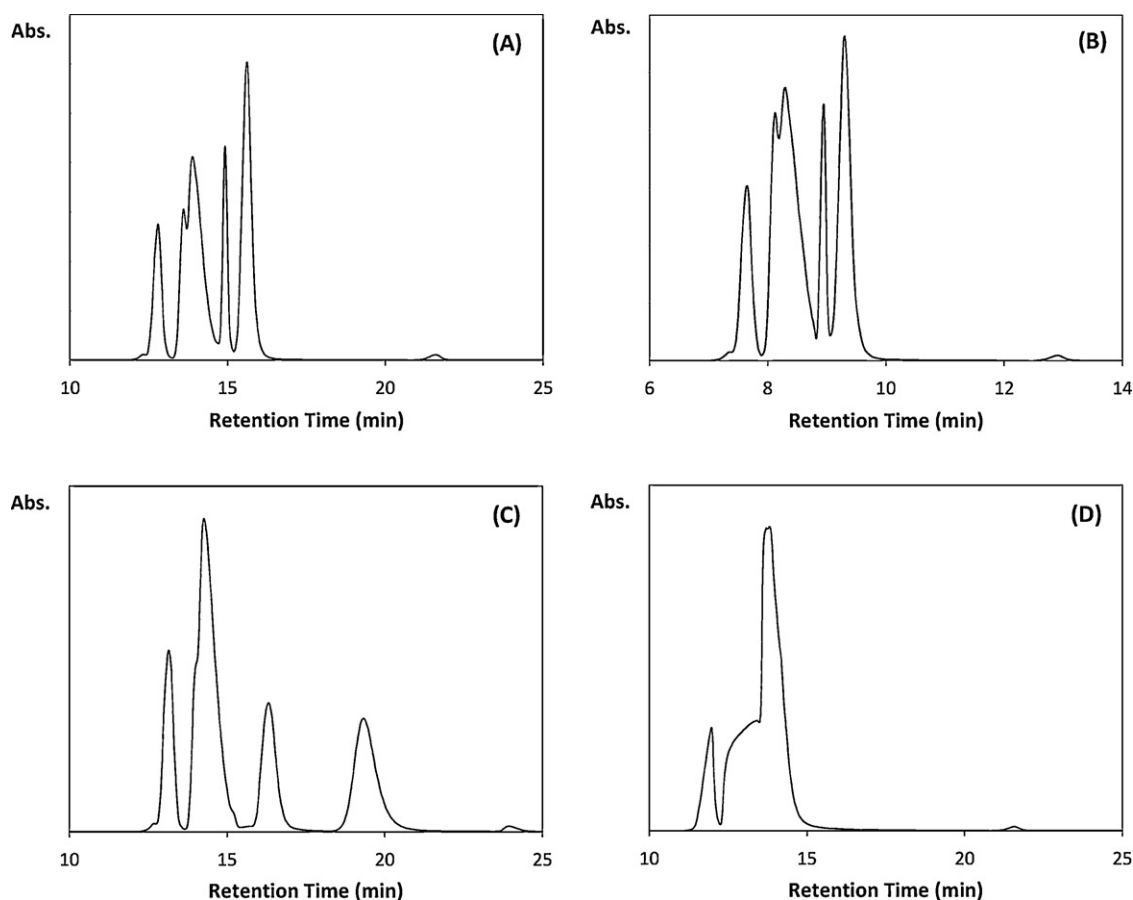 Abs.
(A)
10 15 20 25
Retention Time (min)
Abs.
(B)
6 8 10 12 14
Retention Time (min)
Abs.
(C)
10 15 20 25
Retention Time (min)
Abs.
(D)
10 15 20 25
Retention Time (min)